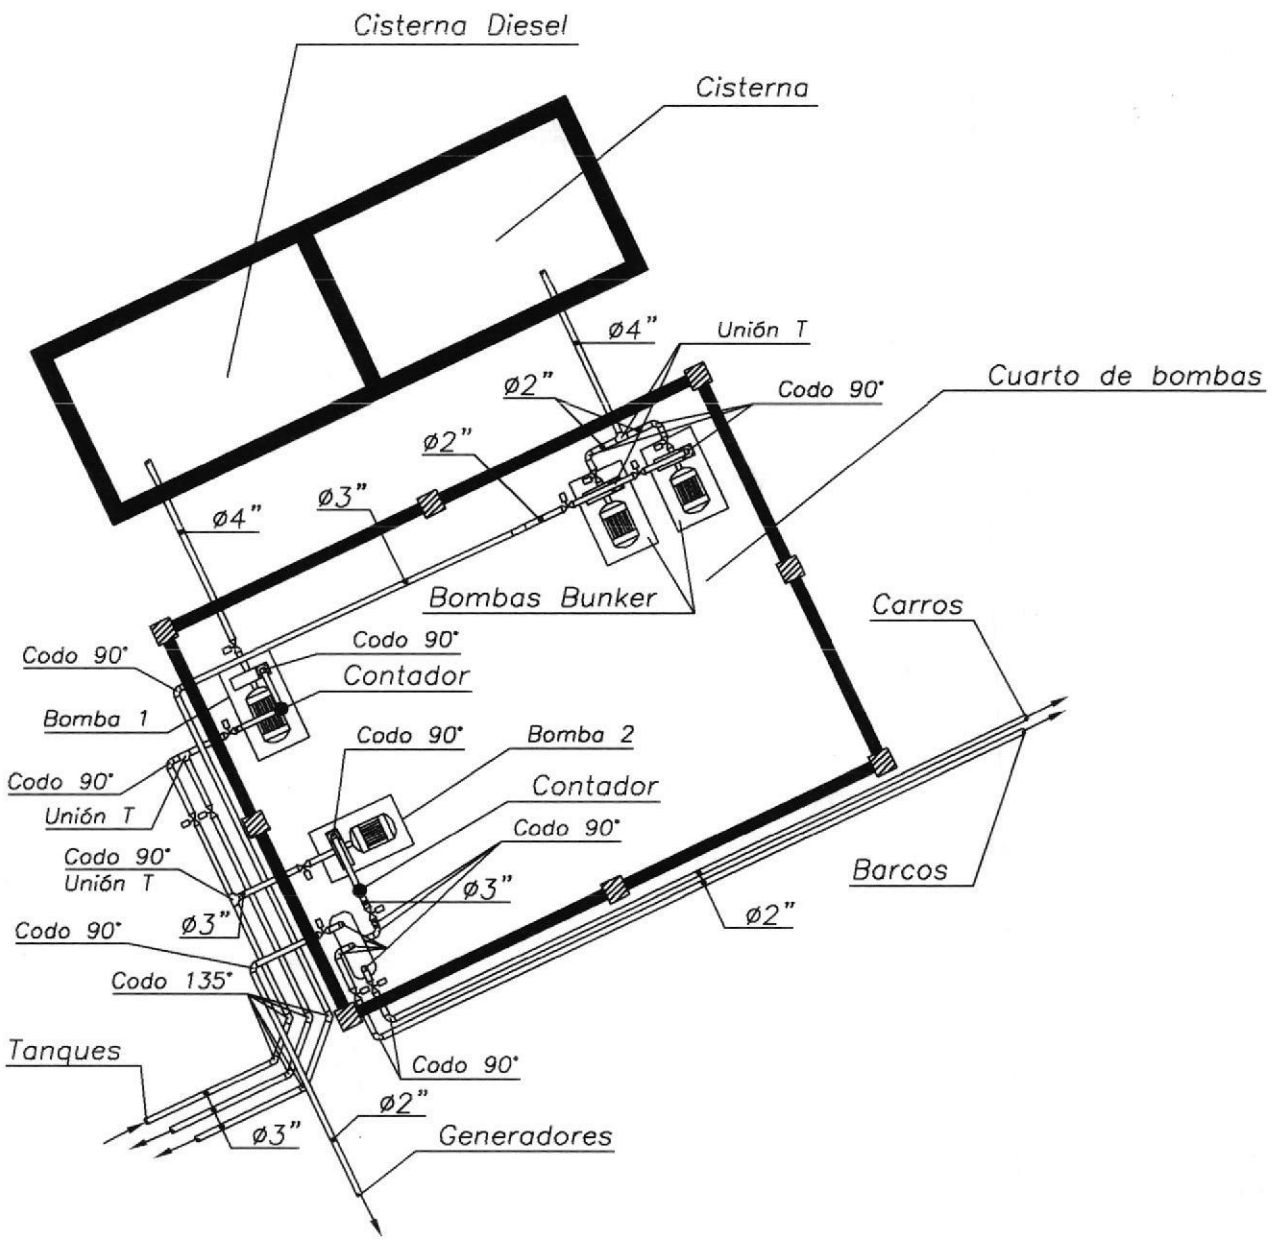 Cisterna Diesel
Cisterna
ø4"
Unión T
Cuarto de bombas
ø2"
Codo 90°
ø2"
ø3"
ø4"
Bombas Bunker
Carros
Codo 90°
Codo 90°
Contador
Bomba 1
Codo 90°
Bomba 2
Codo 90°
Contador
Unión T
Codo 90°
Codo 90°
Unión T
Barcos
ø3"
ø2"
ø3"
Codo 90°
Codo 135°
Tanques
Codo 90°
ø2"
ø3"
Generadores